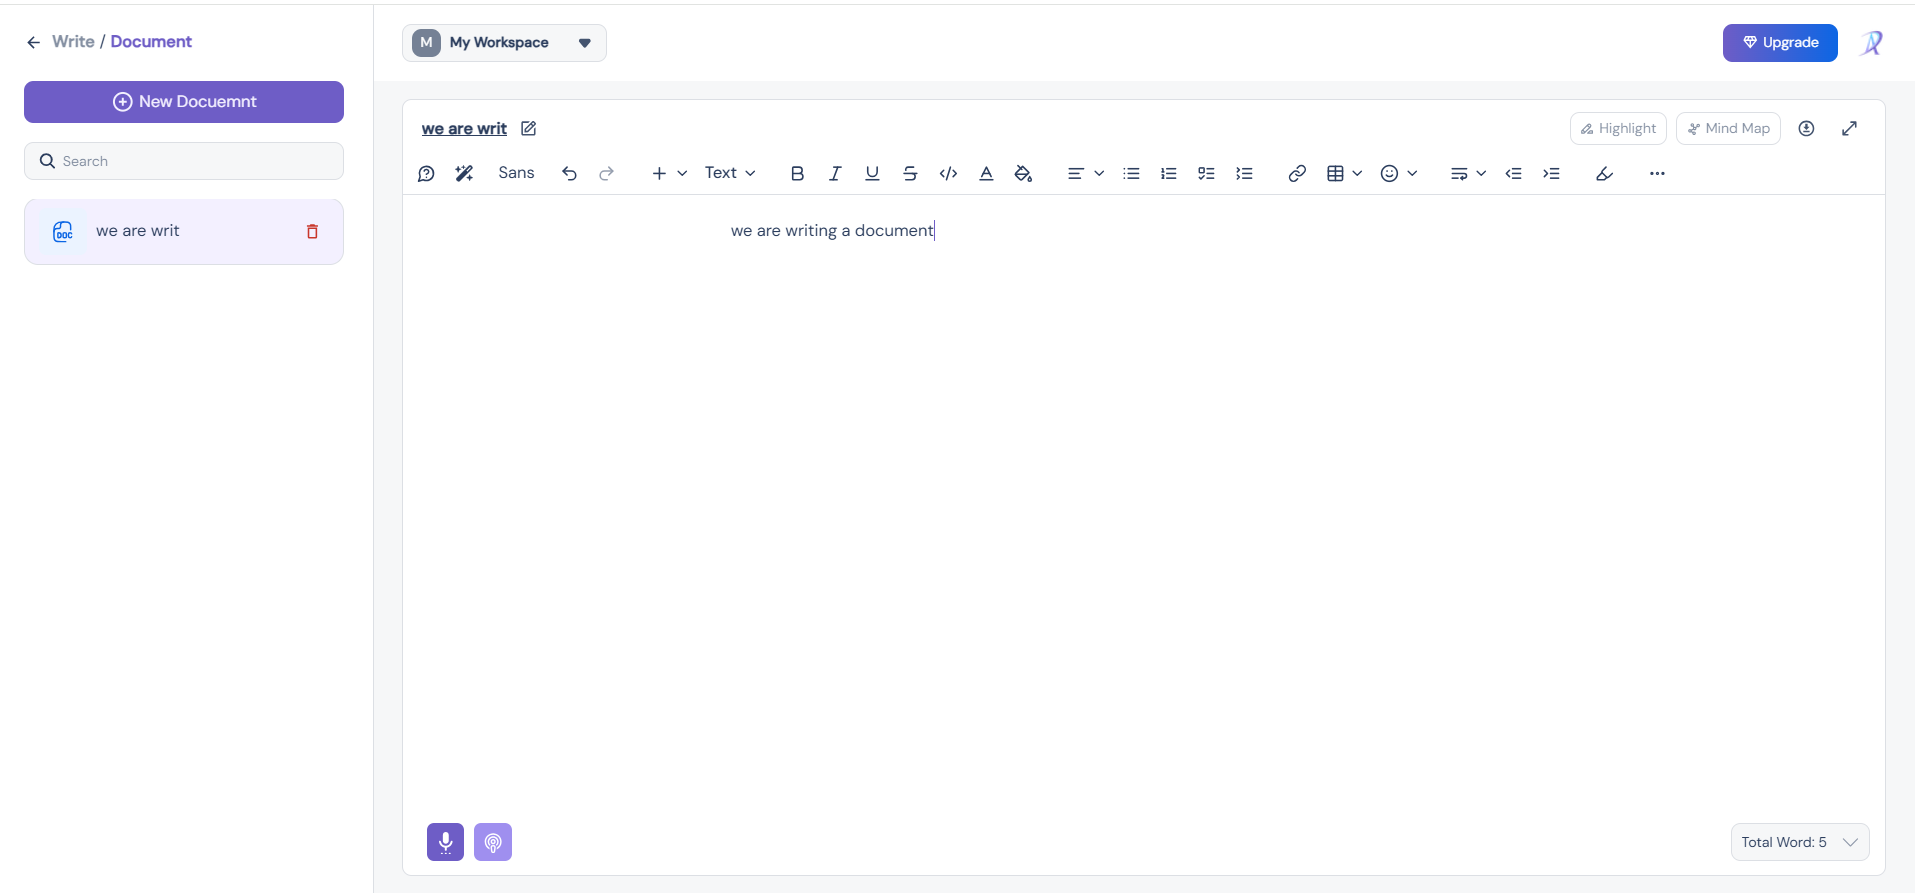 Write / Document
New Docuemnt
Search
we are writ
M My Workspace
Upgrade
we are writ
Highlight
Mind Map
Sans
Text
we are writing a document
DOC
Total Word: 5